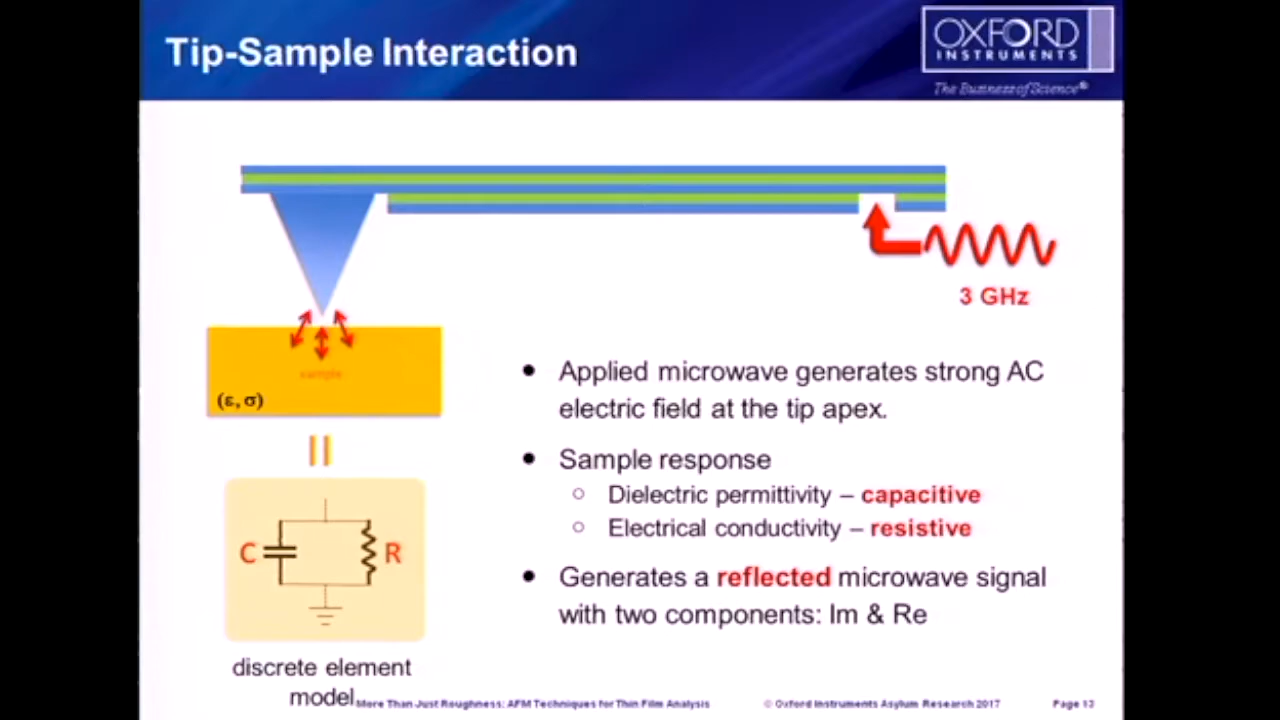 Tip-Sample Interaction
OXFORD
INSTRUMENTS
The Business of Science®
3 GHz
sample
(ε, σ)
• Applied microwave generates strong AC
electric field at the tip apex.
• Sample response
○ Dielectric permittivity – capacitive
○ Electrical conductivity – resistive
• Generates a reflected microwave signal
with two components: Im & Re
C
R
discrete element
model
More Than Just Roughness: AFM Techniques for Thin Film Analysis
© Oxford Instruments Asylum Research 2017
Page 13